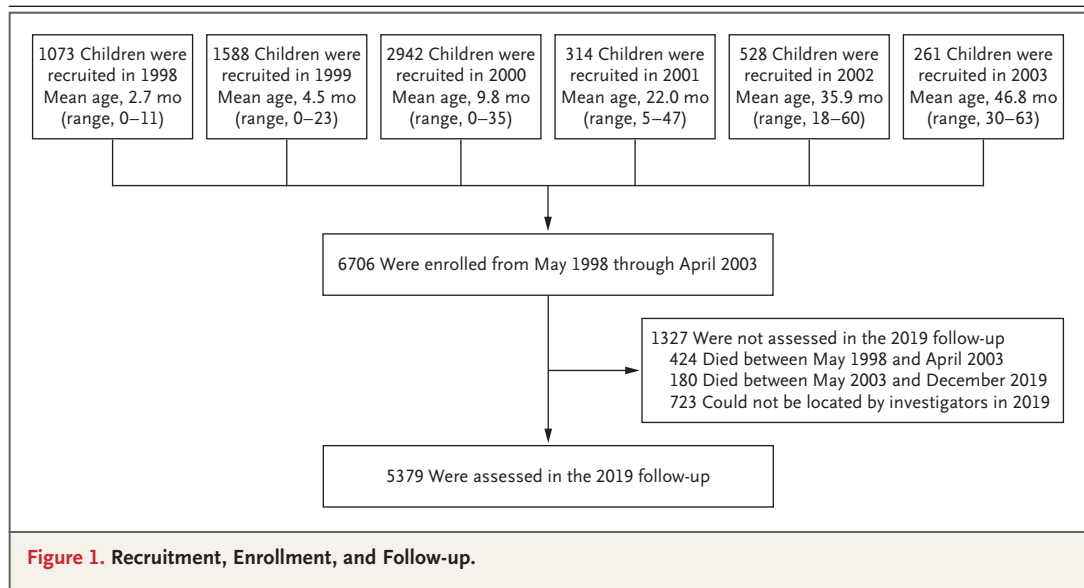 1073 Children were
recruited in 1998
Mean age, 2.7 mo
(range, 0–11)
1588 Children were
recruited in 1999
Mean age, 4.5 mo
(range, 0–23)
2942 Children were
recruited in 2000
Mean age, 9.8 mo
(range, 0–35)
314 Children were
recruited in 2001
Mean age, 22.0 mo
(range, 5–47)
528 Children were
recruited in 2002
Mean age, 35.9 mo
(range, 18–60)
261 Children were
recruited in 2003
Mean age, 46.8 mo
(range, 30–63)
6706 Were enrolled from May 1998 through April 2003
1327 Were not assessed in the 2019 follow-up
424 Died between May 1998 and April 2003
180 Died between May 2003 and December 2019
723 Could not be located by investigators in 2019
5379 Were assessed in the 2019 follow-up
Figure 1. Recruitment, Enrollment, and Follow-up.